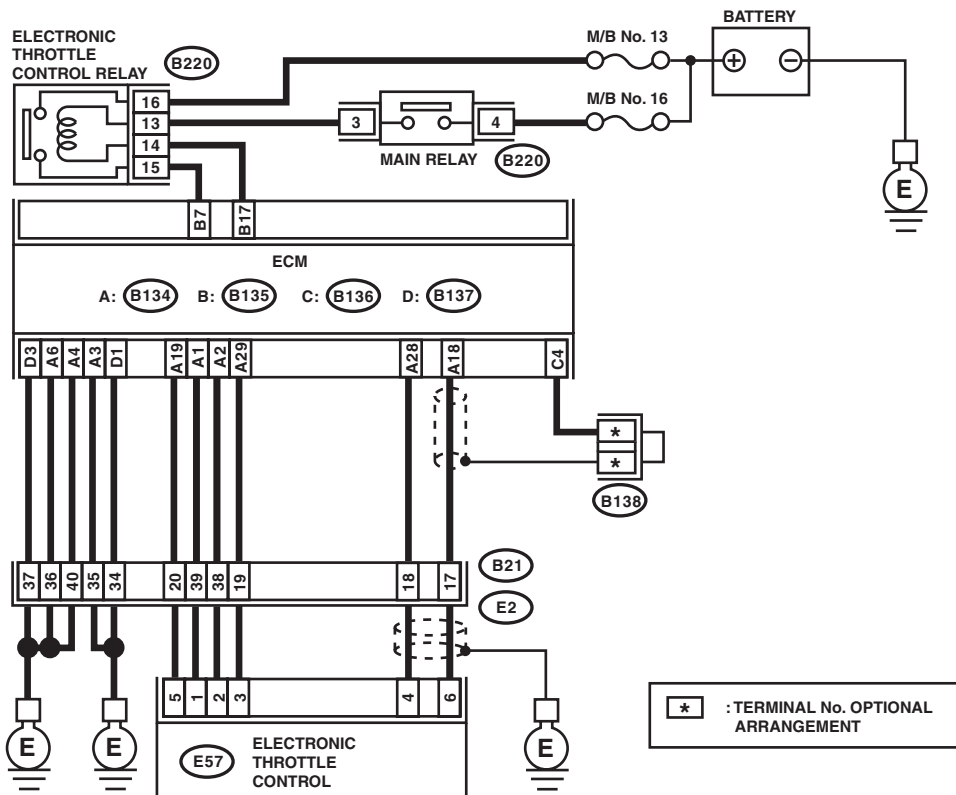 BATTERY
ELECTRONIC
THROTTLE
CONTROL RELAY
B220
M/B No. 13
+ −
16
13
14
15
3
4
M/B No. 16
MAIN RELAY
B220
E
B7 B17
ECM
A: B134 B: B135 C: B136 D: B137
D3 A6 A4 A3 D1 A19 A1 A2 A29 A28 A18 C4
*
*
B138
37 36 40 35 34 20 39 38 19 18 17
B21
E2
5 1 2 3 4 6
E E E
E57
ELECTRONIC
THROTTLE
CONTROL
* : TERMINAL No. OPTIONAL
ARRANGEMENT